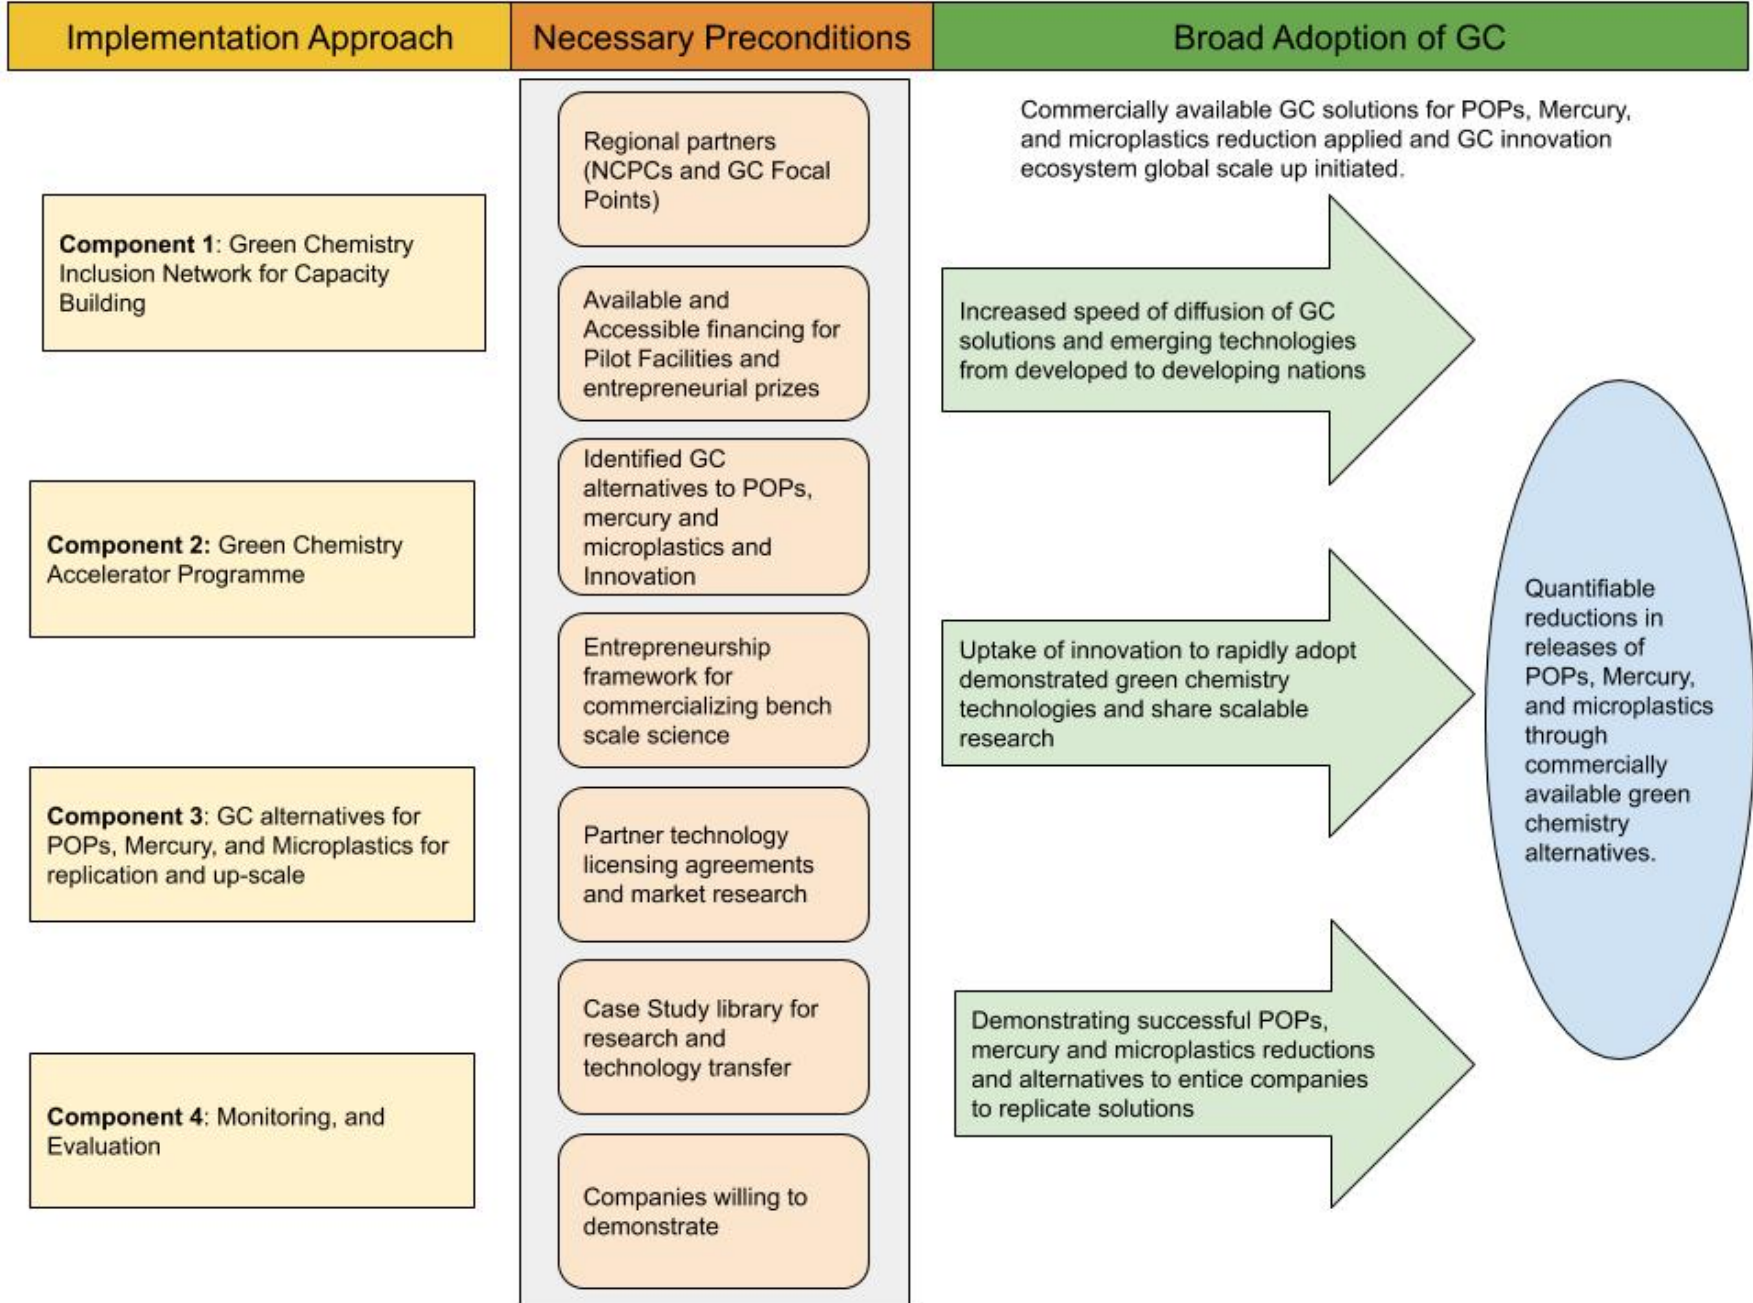 Implementation Approach
Necessary Preconditions
Broad Adoption of GC
Component 1: Green Chemistry
Inclusion Network for Capacity
Building
Component 2: Green Chemistry
Accelerator Programme
Component 3: GC alternatives for
POPs, Mercury, and Microplastics for
replication and up-scale
Component 4: Monitoring, and
Evaluation
Regional partners
(NCPCs and GC Focal
Points)
Available and
Accessible financing for
Pilot Facilities and
entrepreneurial prizes
Identified GC
alternatives to POPs,
mercury and
microplastics and
Innovation
Entrepreneurship
framework for
commercializing bench
scale science
Partner technology
licensing agreements
and market research
Case Study library for
research and
technology transfer
Companies willing to
demonstrate
Commercially available GC solutions for POPs, Mercury,
and microplastics reduction applied and GC innovation
ecosystem global scale up initiated.
Increased speed of diffusion of GC
solutions and emerging technologies
from developed to developing nations
Uptake of innovation to rapidly adopt
demonstrated green chemistry
technologies and share scalable
research
Demonstrating successful POPs,
mercury and microplastics reductions
and alternatives to entice companies
to replicate solutions
Quantifiable
reductions in
releases of
POPs, Mercury,
and microplastics
through
commercially
available green
chemistry
alternatives.